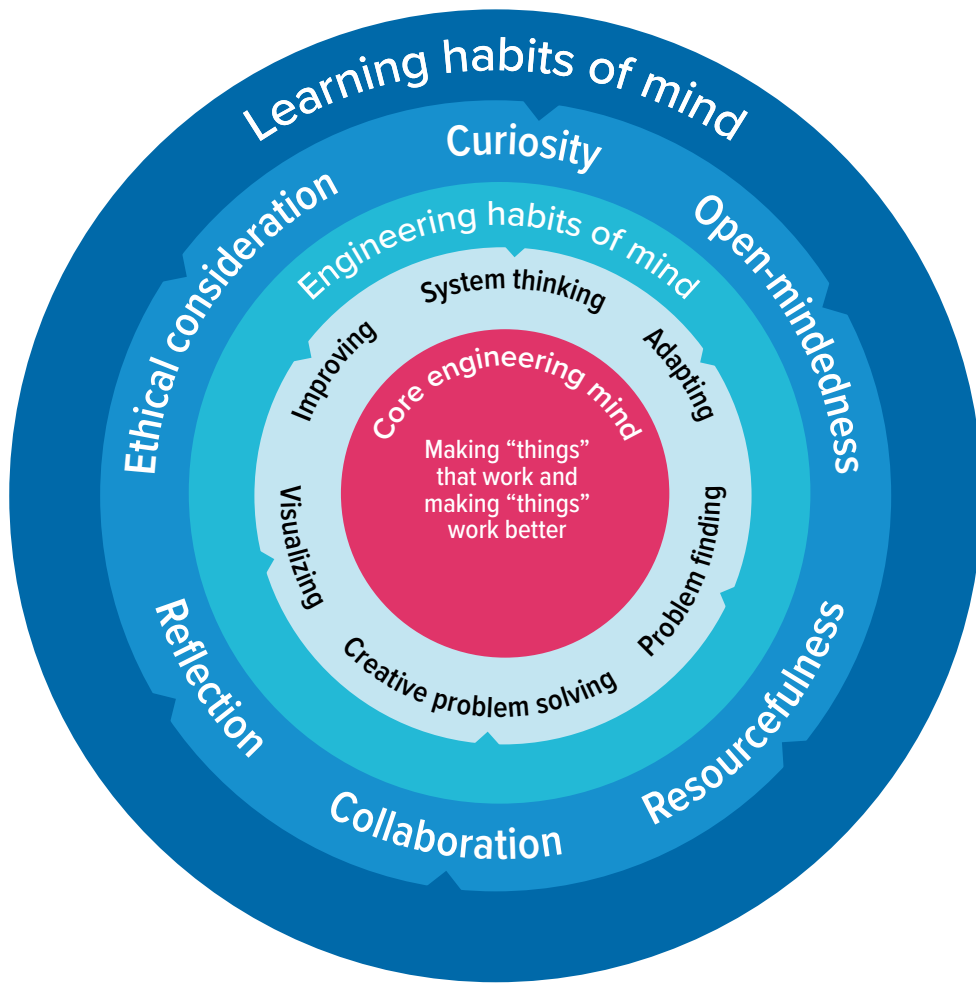 Learning habits of mind
Curiosity
Open-mindedness
Resourcefulness
Collaboration
Reflection
Ethical consideration
Engineering habits of mind
System thinking
Adapting
Problem finding
Creative problem solving
Visualizing
Improving
Core engineering mind
Making “things”
that work and
making “things”
work better